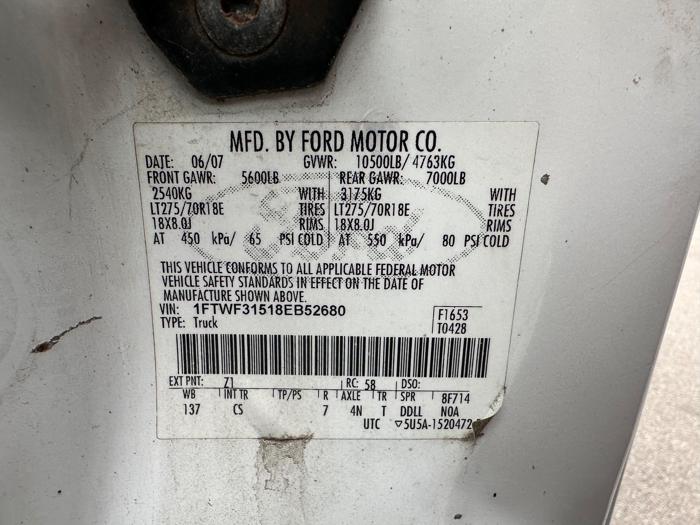 MFD. BY FORD MOTOR CO.
DATE: 06/07 GVWR: 10500LB/ 4763KG
FRONT GAWR: 5600LB REAR GAWR: 7000LB
2540KG WITH 3175KG WITH
LT275/70R18E TIRES LT275/70R18E TIRES
18X8.0J RIMS 18X8.0J RIMS
AT 450 kPa/ 65 PSI COLD AT 550 kPa/ 80 PSI COLD
THIS VEHICLE CONFORMS TO ALL APPLICABLE FEDERAL MOTOR
VEHICLE SAFETY STANDARDS IN EFFECT ON THE DATE OF
MANUFACTURE SHOWN ABOVE.
VIN: 1FTWF31518EB52680 F1653
TYPE: Truck T0428
EXT PNT: Z1 RC: 58 DSO:
WB INT TR TP/PS R AXLE TR SPR 8F714
137 CS 7 4N T DDLL NOA
UTC ▽5U5A-1520472